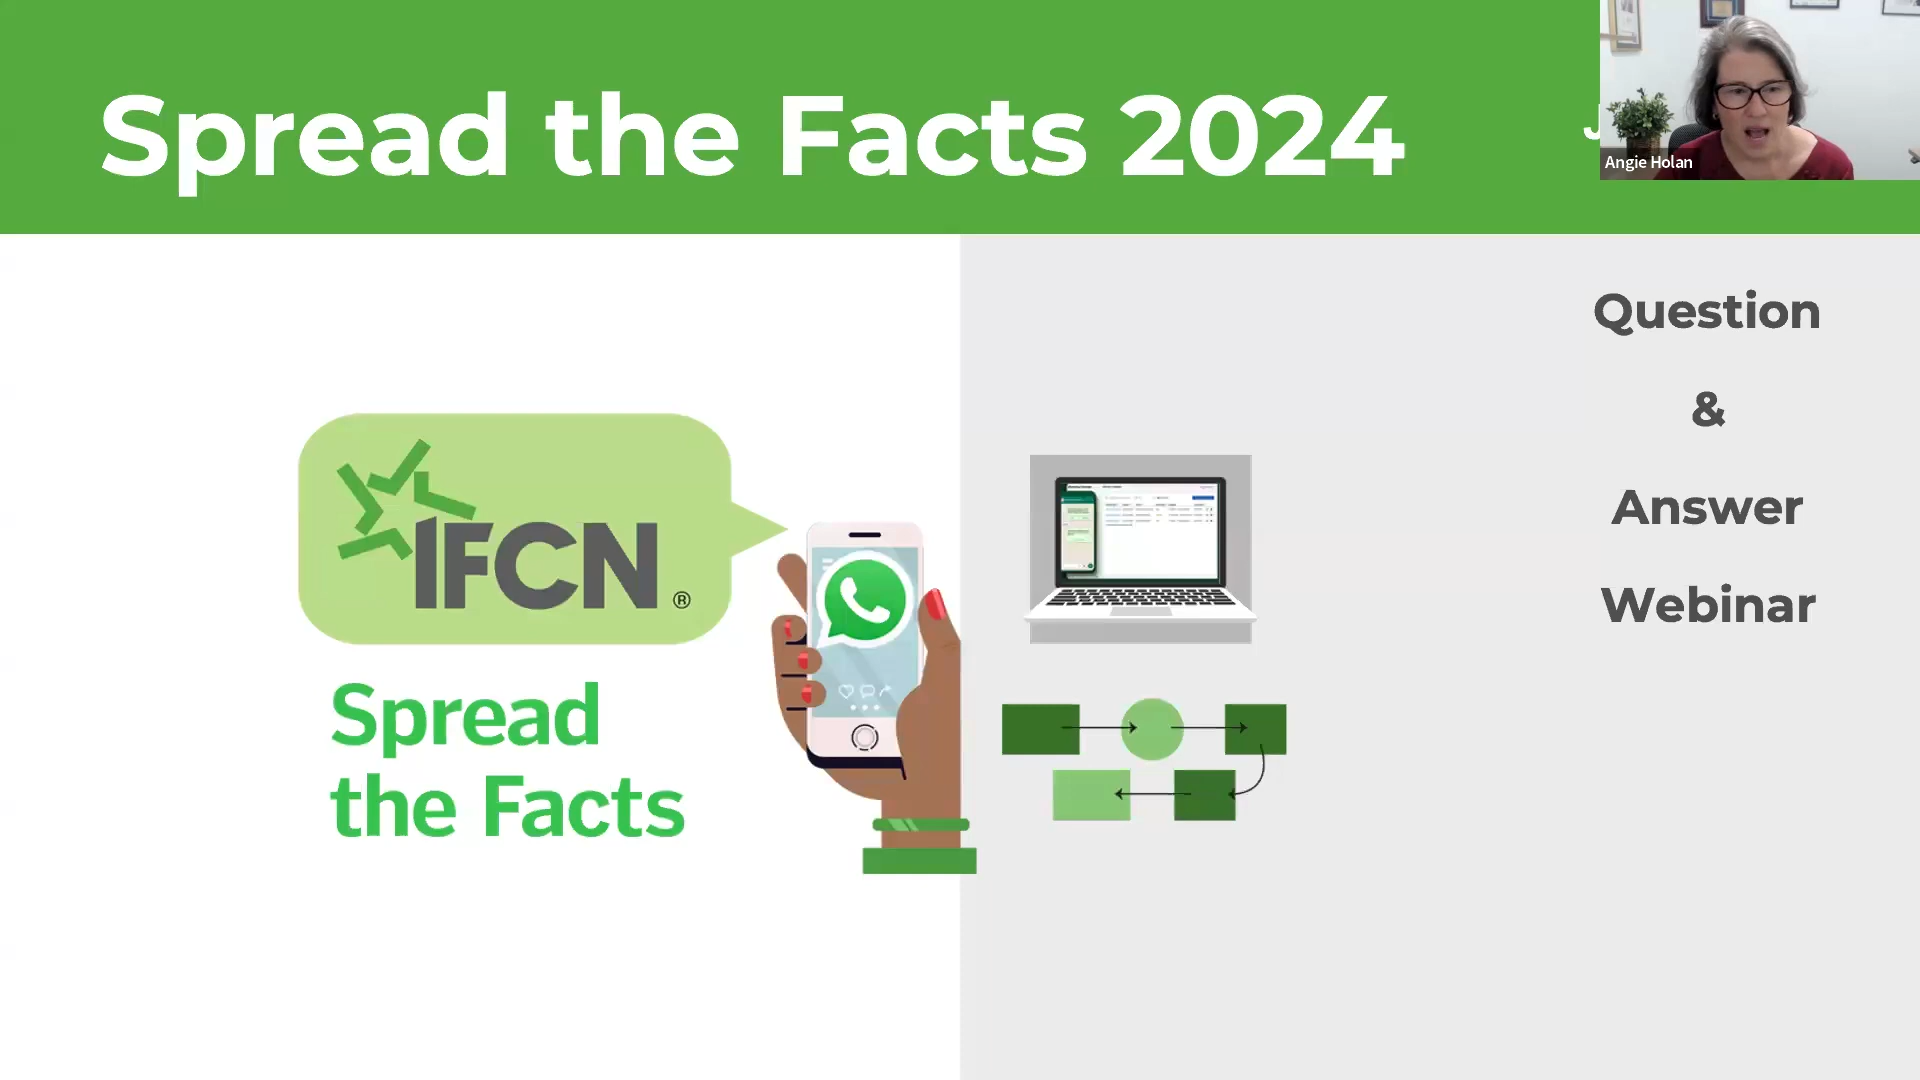 Spread the Facts 2024
Angie Holan
Question
&
Answer
Webinar
IFCN ®
Spread
the Facts